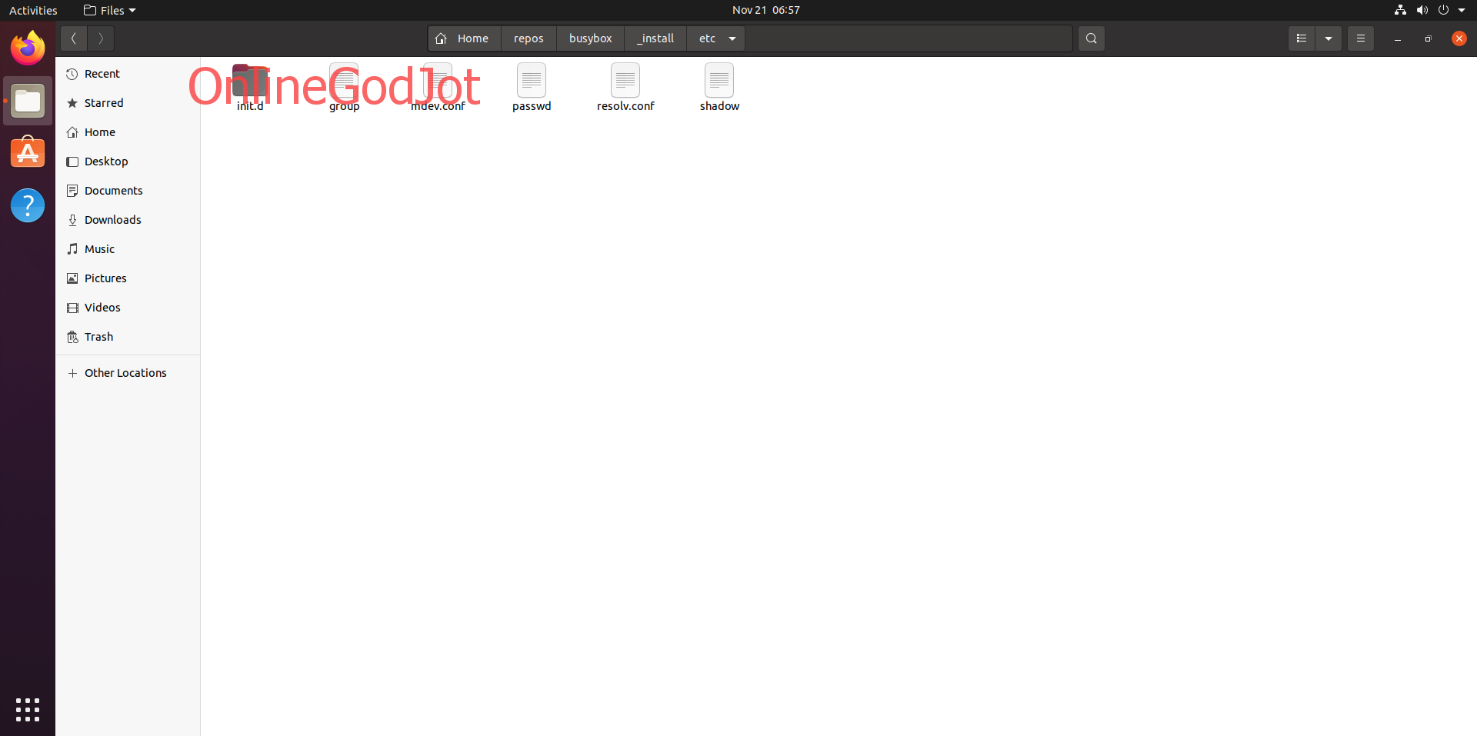 Activities Files Nov 21 06:57
Home repos busybox _install etc
Recent
OnlineGodJot
init.d group mdev.conf passwd resolv.conf shadow
Starred
Home
Desktop
Documents
Downloads
Music
Pictures
Videos
Trash
Other Locations